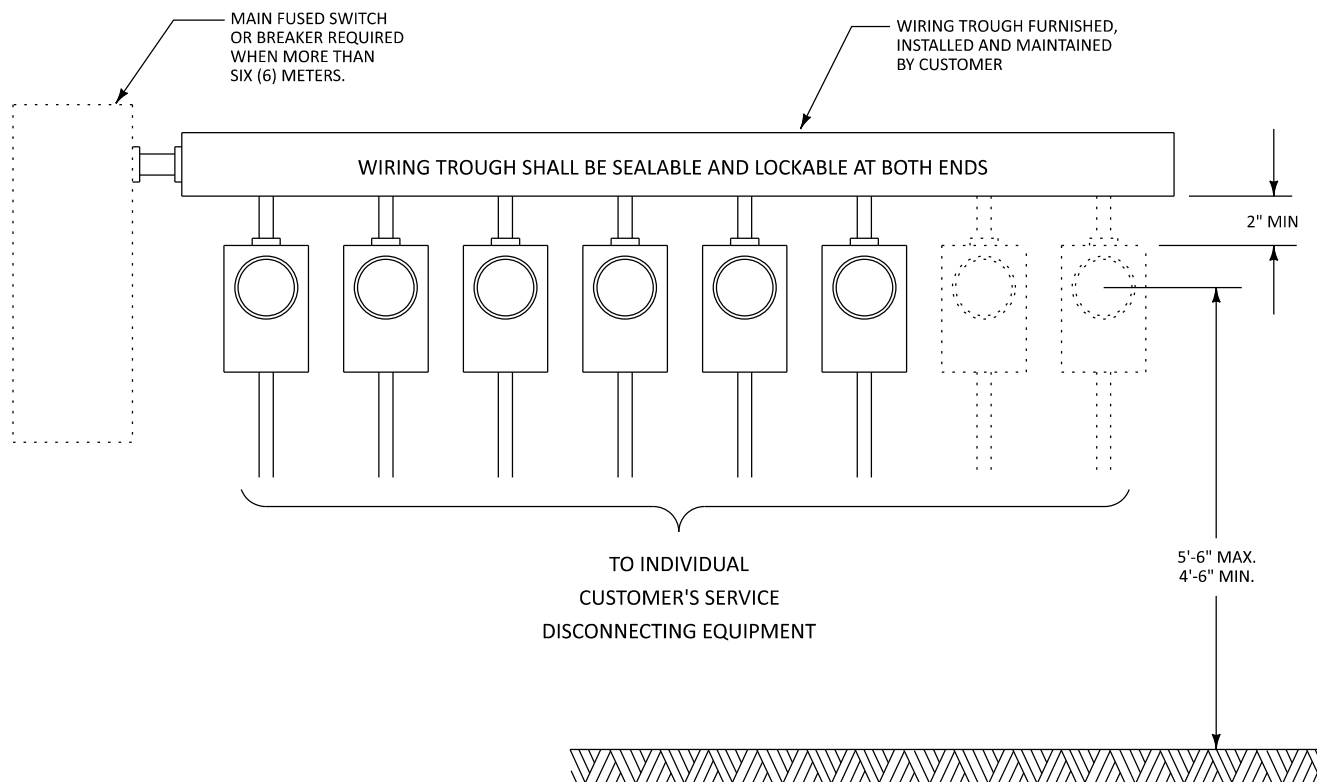 MAIN FUSED SWITCH
OR BREAKER REQUIRED
WHEN MORE THAN
SIX (6) METERS.
WIRING TROUGH FURNISHED,
INSTALLED AND MAINTAINED
BY CUSTOMER
WIRING TROUGH SHALL BE SEALABLE AND LOCKABLE AT BOTH ENDS
2" MIN
5'-6" MAX.
4'-6" MIN.
TO INDIVIDUAL
CUSTOMER'S SERVICE
DISCONNECTING EQUIPMENT